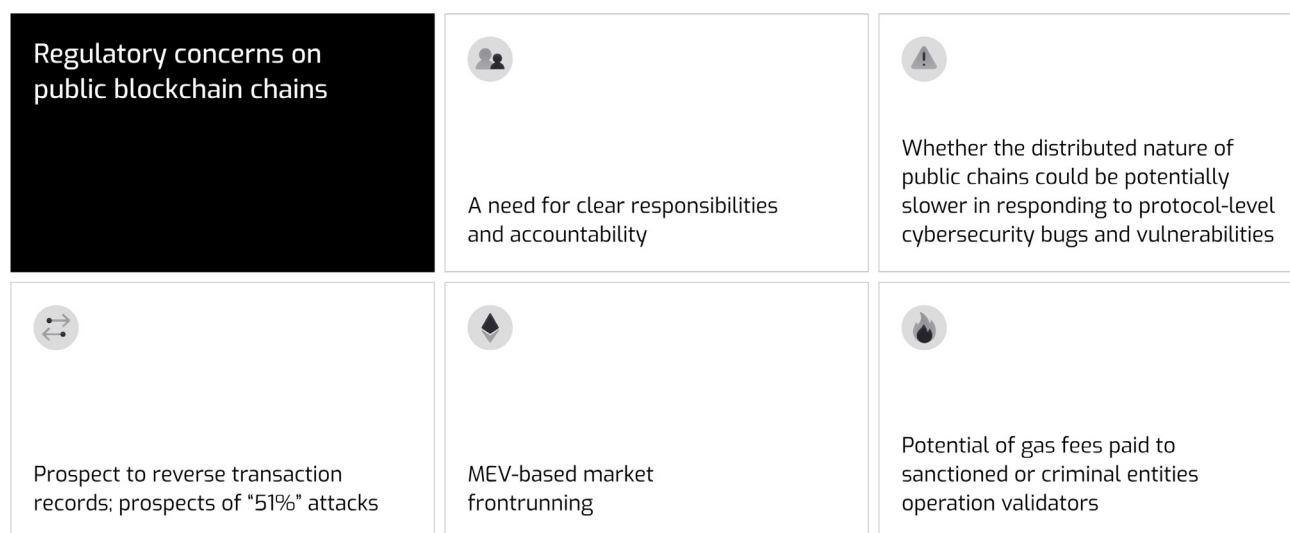 Regulatory concerns on
public blockchain chains
A need for clear responsibilities
and accountability
Whether the distributed nature of
public chains could be potentially
slower in responding to protocol-level
cybersecurity bugs and vulnerabilities
Prospect to reverse transaction
records; prospects of “51%” attacks
MEV-based market
frontrunning
Potential of gas fees paid to
sanctioned or criminal entities
operation validators